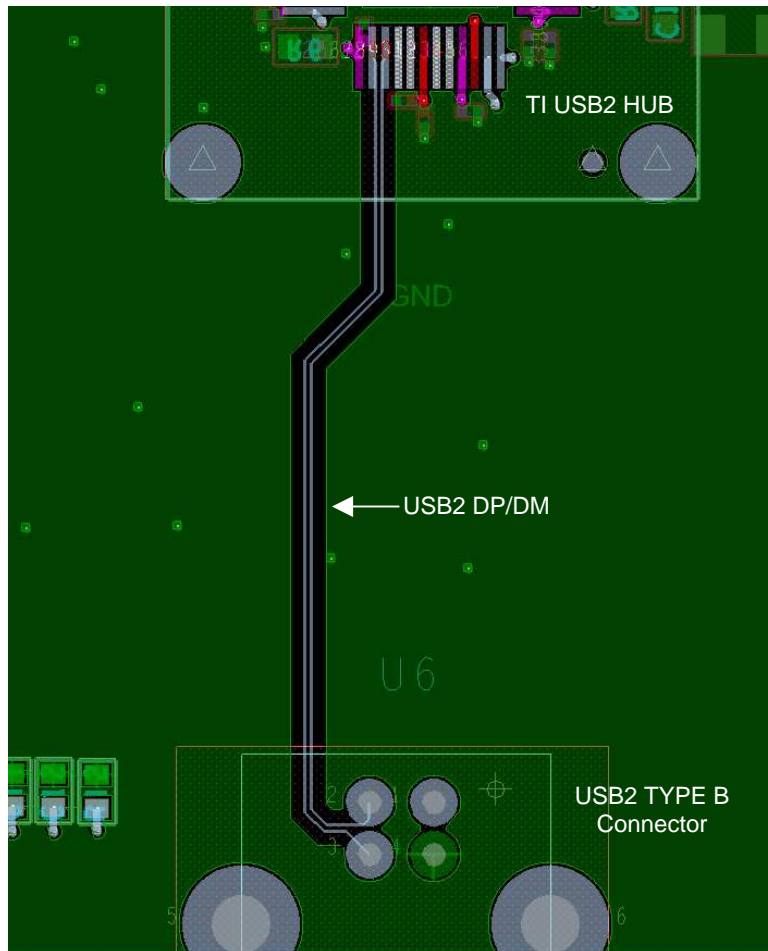 TI USB2 HUB
GND
USB2 DP/DM
U6
USB2 TYPE B
Connector
2 1
3 4
5 6